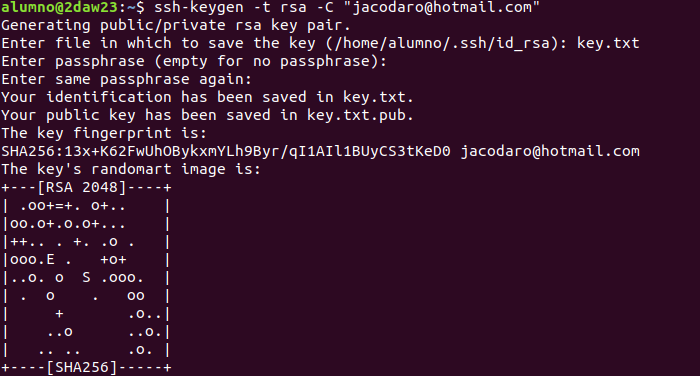 alumno@2daw23:~$ ssh-keygen -t rsa -C "jacodaro@hotmail.com"
Generating public/private rsa key pair.
Enter file in which to save the key (/home/alumno/.ssh/id_rsa): key.txt
Enter passphrase (empty for no passphrase):
Enter same passphrase again:
Your identification has been saved in key.txt.
Your public key has been saved in key.txt.pub.
The key fingerprint is:
SHA256:13x+K62FwUhOBykxmYLh9Byr/qI1AIl1BUyCS3tKeD0 jacodaro@hotmail.com
The key's randomart image is:
+---[RSA 2048]----+
| .oo+=+. o+..    |
|oo.o+.o.o+...    |
|++.. . +. .o .   |
|ooo.E .   +o+    |
|..o. o  S .ooo.  |
| .  o    .   oo  |
|     +       .o..|
|    ..o      ..o.|
|   .. ..     .o. |
+----[SHA256]-----+